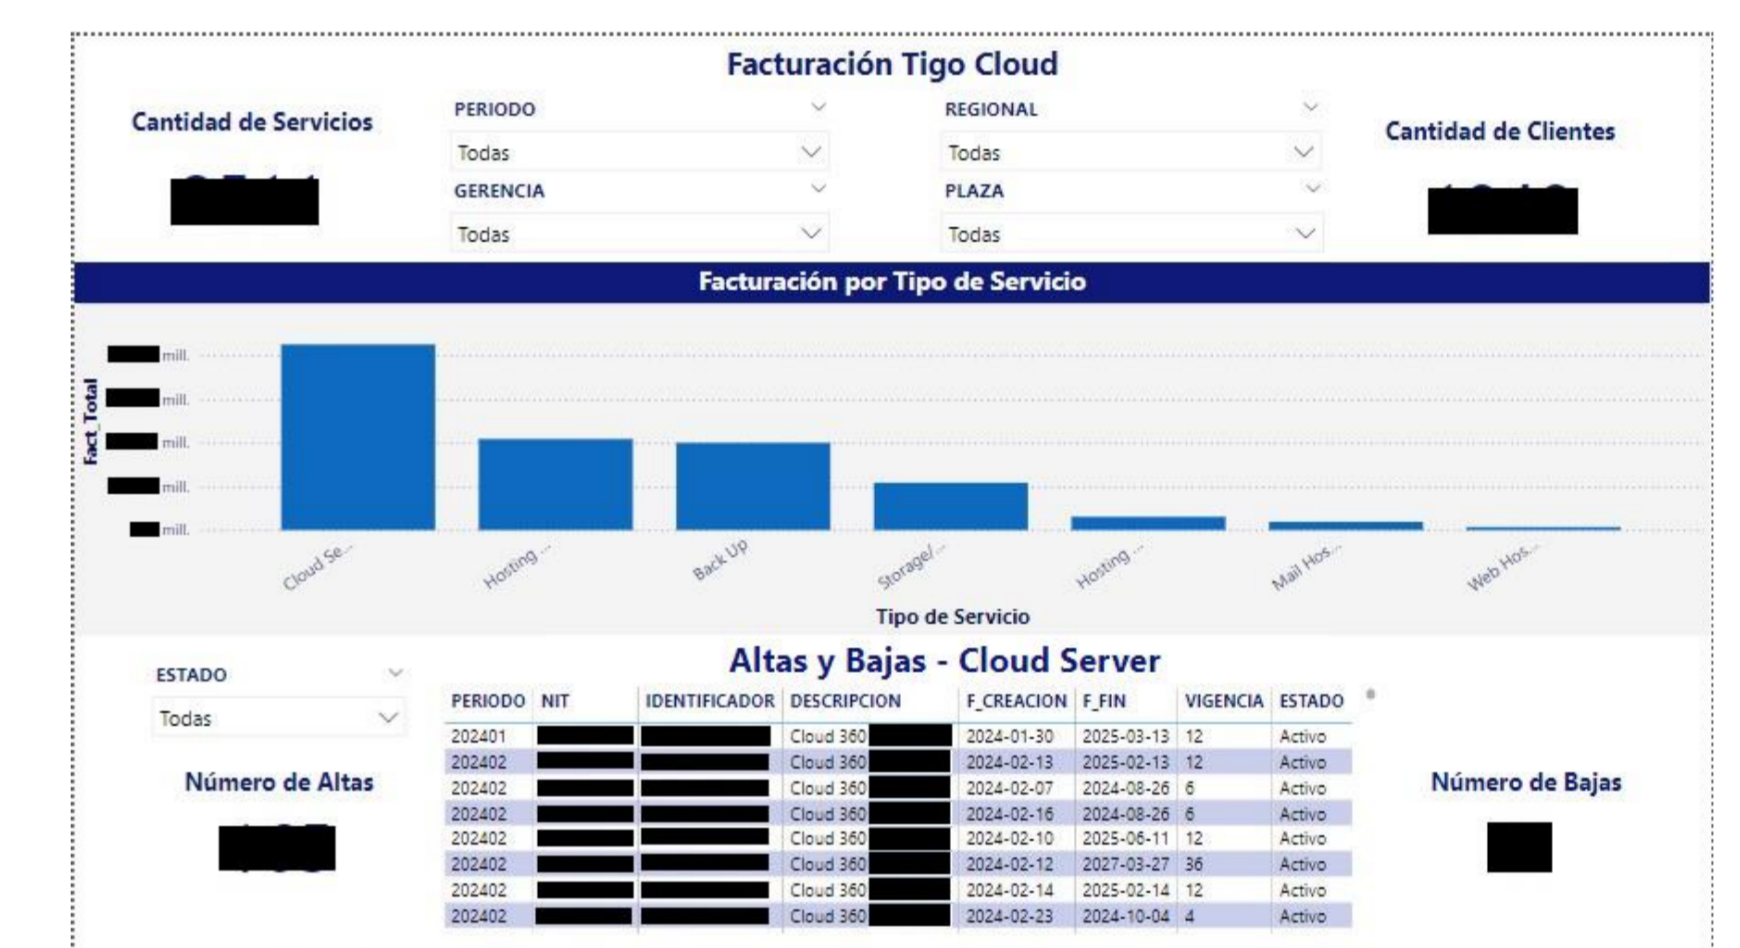 Facturación Tigo Cloud
Cantidad de Servicios
PERIODO
Todas
GERENCIA
Todas
REGIONAL
Todas
PLAZA
Todas
Cantidad de Clientes
Facturación por Tipo de Servicio
Fact_Total
mill.
mill.
mill.
mill.
mill.
Cloud Se...
Hosting ...
Back Up
Storage/...
Hosting ...
Mail Hos...
Web Hos...
Tipo de Servicio
ESTADO
Todas
Número de Altas
Altas y Bajas - Cloud Server
PERIODO NIT IDENTIFICADOR DESCRIPCION F_CREACION F_FIN VIGENCIA ESTADO
202401 Cloud 360 2024-01-30 2025-03-13 12 Activo
202402 Cloud 360 2024-02-13 2025-02-13 12 Activo
202402 Cloud 360 2024-02-07 2024-08-26 6 Activo
202402 Cloud 360 2024-02-16 2024-08-26 6 Activo
202402 Cloud 360 2024-02-10 2025-06-11 12 Activo
202402 Cloud 360 2024-02-12 2027-03-27 36 Activo
202402 Cloud 360 2024-02-14 2025-02-14 12 Activo
202402 Cloud 360 2024-02-23 2024-10-04 4 Activo
Número de Bajas